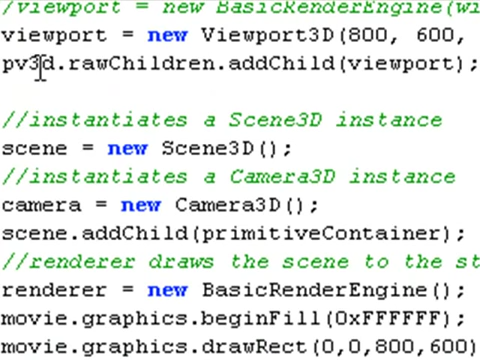 //viewport = new BasicRenderEngine(wi
viewport = new Viewport3D(800, 600,
pv3d.rawChildren.addChild(viewport);
//instantiates a Scene3D instance
scene = new Scene3D();
//instantiates a Camera3D instance
camera = new Camera3D();
scene.addChild(primitiveContainer);
//renderer draws the scene to the st
renderer = new BasicRenderEngine();
movie.graphics.beginFill(0xFFFFFF);
movie.graphics.drawRect(0,0,800,600)